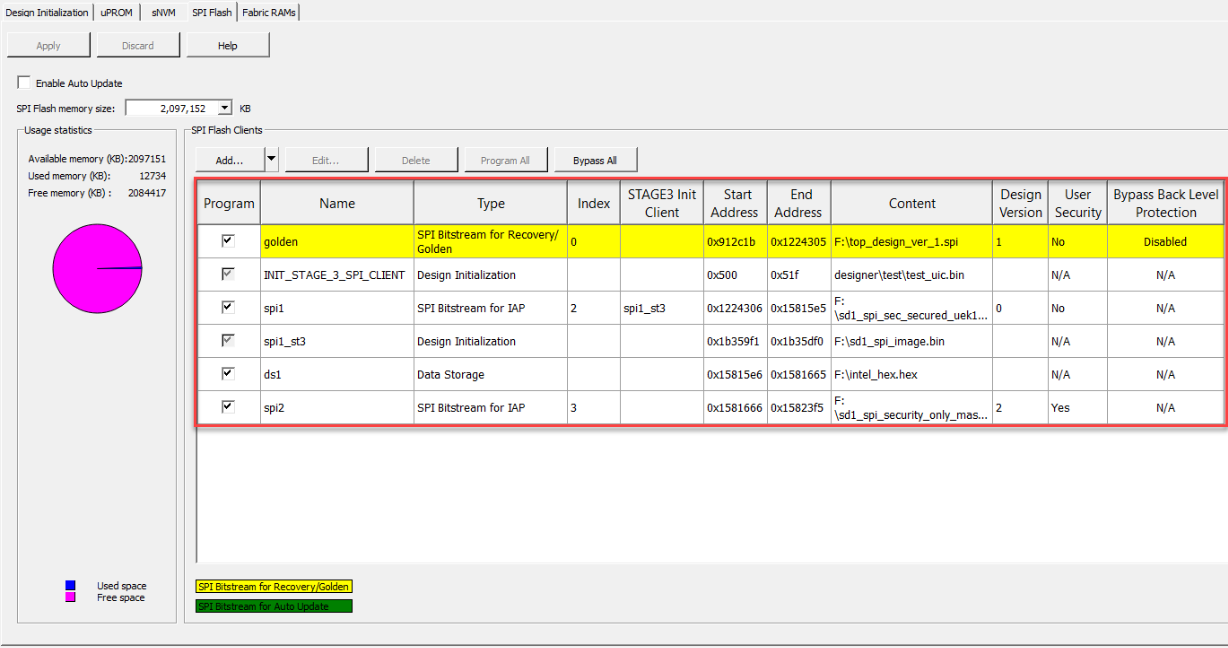 Design Initialization uPROM sNVM SPI Flash Fabric RAMs
Apply Discard Help
Enable Auto Update
SPI Flash memory size: 2,097,152 KB
Usage statistics
Available memory (KB):2097151
Used memory (KB): 12734
Free memory (KB) : 2084417
Used space
Free space
SPI Flash Clients
Add... Edit... Delete Program All Bypass All
Program Name Type Index STAGE3 Init Client Start Address End Address Content Design Version User Security Bypass Back Level Protection
golden SPI Bitstream for Recovery/ Golden 0 0x912c1b 0x1224305 F:\top_design_ver_1.spi 1 No Disabled
INIT_STAGE_3_SPI_CLIENT Design Initialization 0x500 0x51f designer\test\test_uic.bin N/A N/A
spi1 SPI Bitstream for IAP 2 spi1_st3 0x1224306 0x15815e5 F: \sd1_spi_sec_secured_uek1... 0 No N/A
spi1_st3 Design Initialization 0x1b359f1 0x1b35df0 F:\sd1_spi_image.bin N/A N/A
ds1 Data Storage 0x15815e6 0x1581665 F:\intel_hex.hex N/A N/A
spi2 SPI Bitstream for IAP 3 0x1581666 0x15823f5 F: \sd1_spi_security_only_mas... 2 Yes N/A
SPI Bitstream for Recovery/Golden
SPI Bitstream for Auto Update